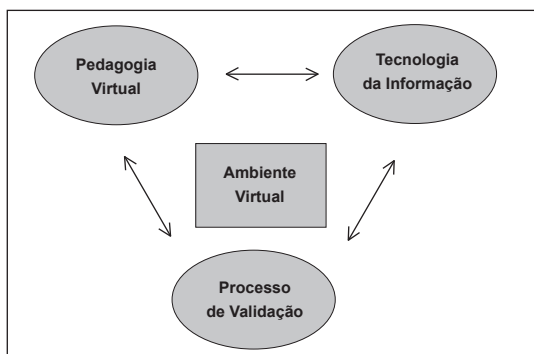 Pedagogia
Virtual
Tecnologia
da Informação
Ambiente
Virtual
Processo
de Validação